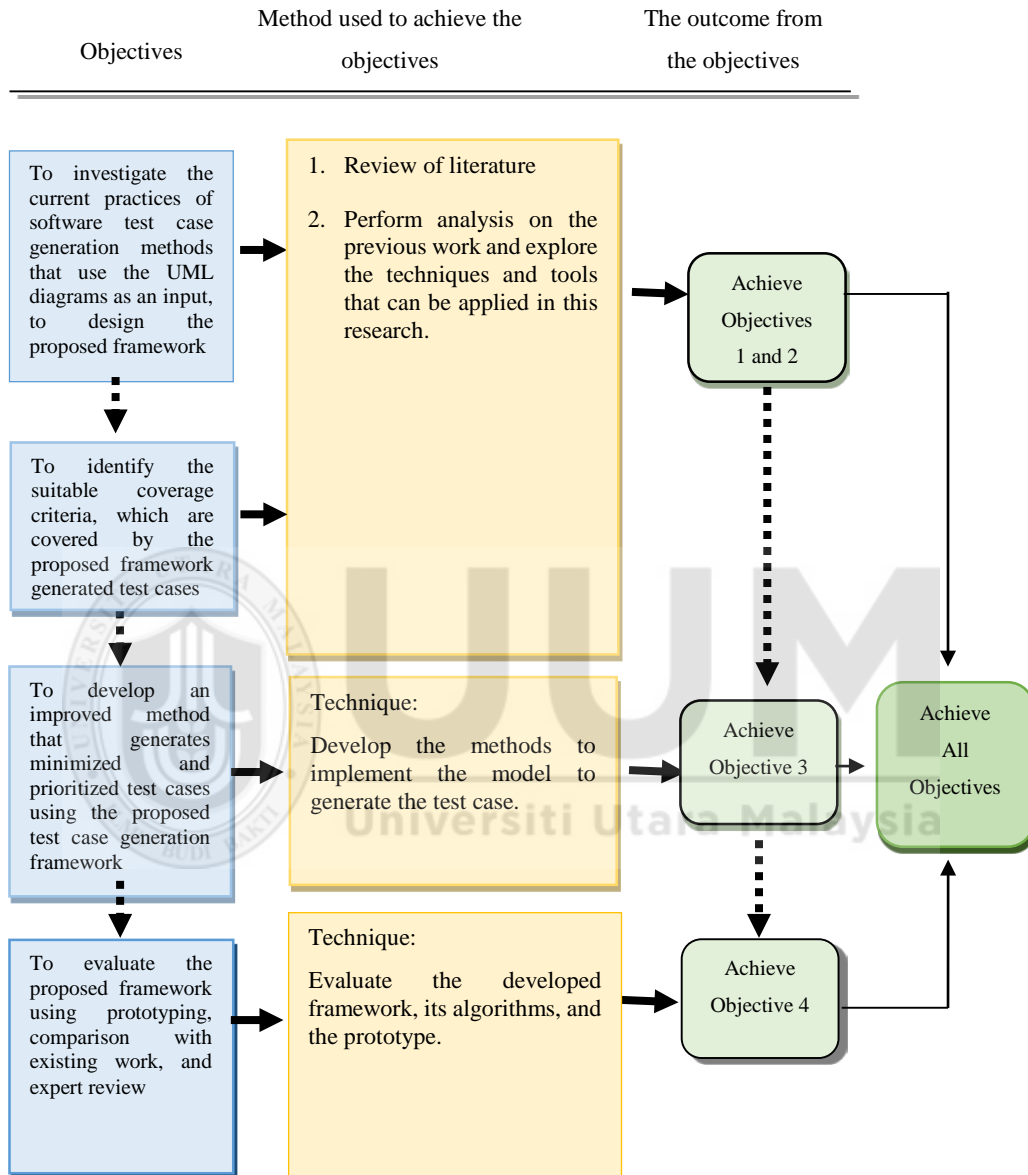 Objectives
Method used to achieve the
objectives
The outcome from
the objectives
To investigate the
current practices of
software test case
generation methods
that use the UML
diagrams as an input,
to design the
proposed framework
1. Review of literature
2. Perform analysis on the
previous work and explore
the techniques and tools
that can be applied in this
research.
Achieve
Objectives
1 and 2
To identify the
suitable coverage
criteria, which are
covered by the
proposed framework
generated test cases
To develop an
improved method
that generates
minimized and
prioritized test cases
using the proposed
test case generation
framework
Technique:
Develop the methods to
implement the model to
generate the test case.
Achieve
Objective 3
Achieve
All
Objectives
To evaluate the
proposed framework
using prototyping,
comparison with
existing work, and
expert review
Technique:
Evaluate the developed
framework, its algorithms, and
the prototype.
Achieve
Objective 4
UUM
Universiti Utara Malaysia
UNIVERSITI UTARA MALAYSIA
BUDI BAKTI